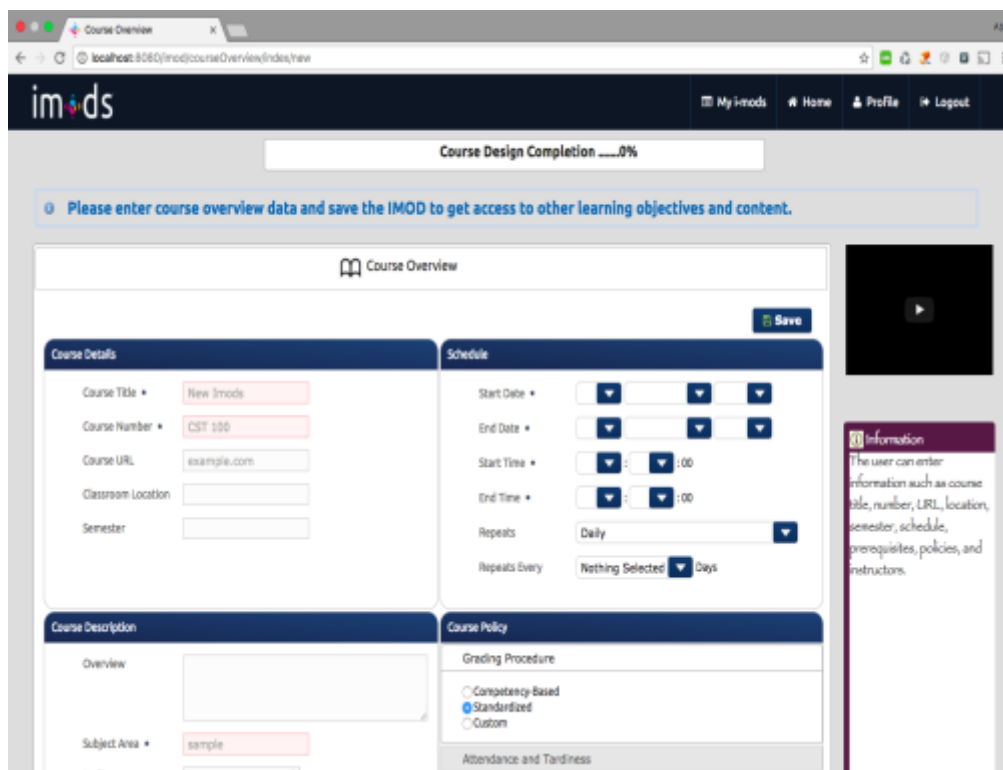 Course Overview
localhost:8080/imod/courseOverview/index/new
imods
My i-mods
Home
Profile
Logout
Course Design Completion ......0%
Please enter course overview data and save the IMOD to get access to other learning objectives and content.
Course Overview
Save
Course Details
Course Title *
New Imods
Course Number *
CST 100
Course URL
example.com
Classroom Location
Semester
Schedule
Start Date *
End Date *
Start Time *
: :00
End Time *
: :00
Repeats
Daily
Repeats Every
Nothing Selected
Days
Information
The user can enter
information such as course
title, number, URL, location,
semester, schedule,
prerequisites, policies, and
instructors.
Course Description
Overview
Subject Area *
sample
Course Policy
Grading Procedure
Competency-Based
Standardized
Custom
Attendance and Tardiness